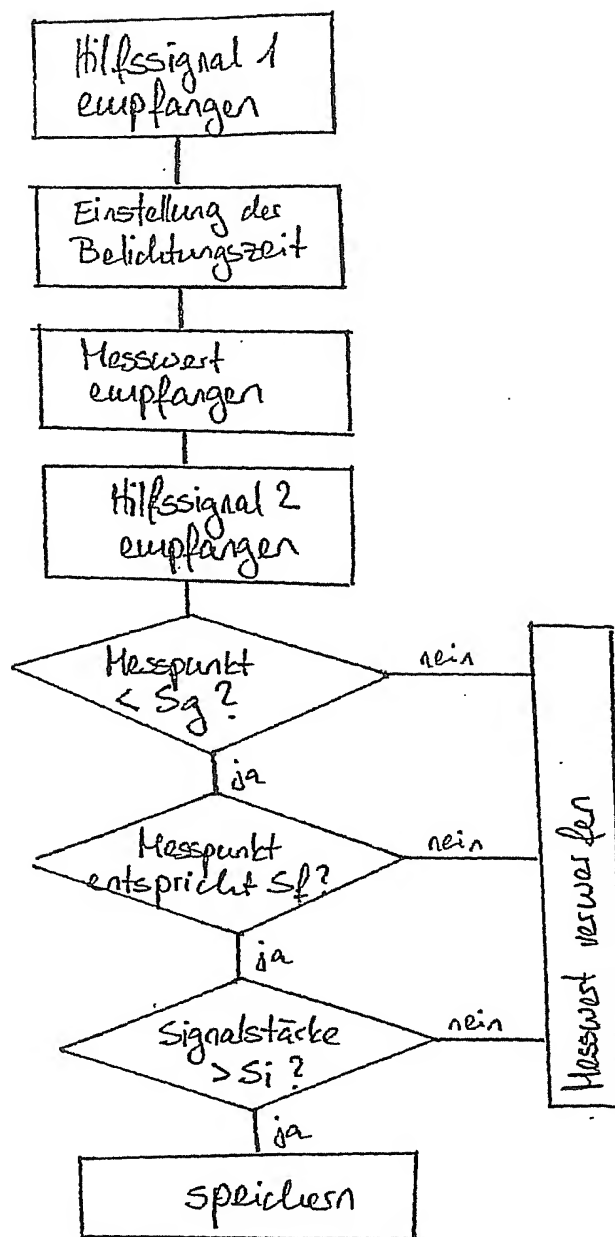 Hilfssignal 1
empfangen
Einstellung der
Belichtungszeit
Messwert
empfangen
Hilfssignal 2
empfangen
Messpunkt
< Sg ?
nein
ja
Messpunkt
entspricht Sf?
nein
ja
Signalstärke
> Si ?
nein
ja
speichern
Messwert verwerfen